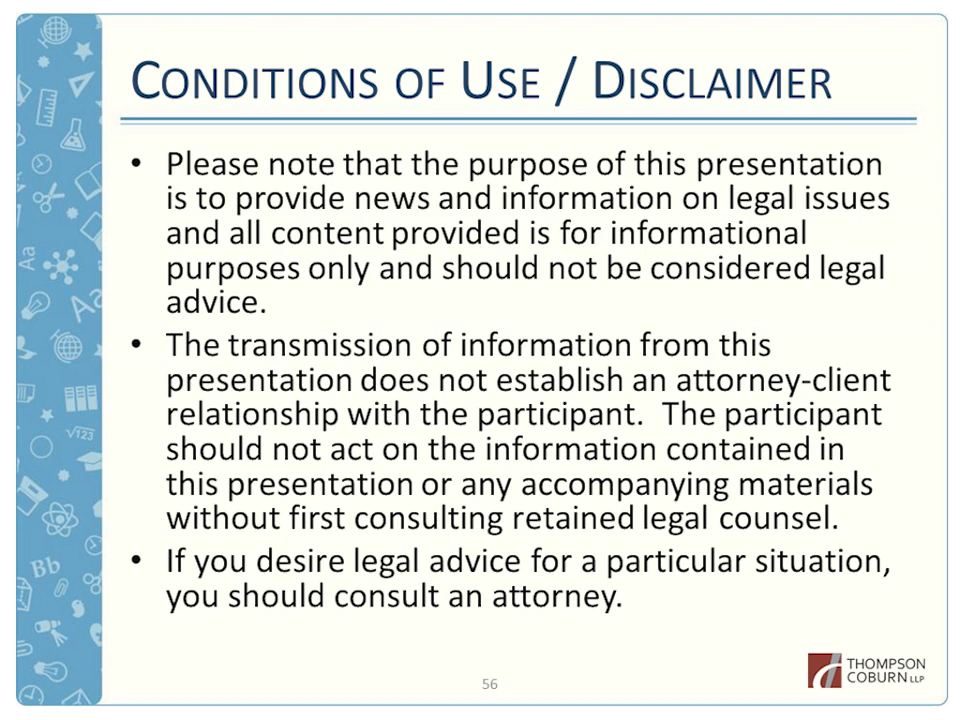 CONDITIONS OF USE / DISCLAIMER
• Please note that the purpose of this presentation
is to provide news and information on legal issues
and all content provided is for informational
purposes only and should not be considered legal
advice.
• The transmission of information from this
presentation does not establish an attorney-client
relationship with the participant.  The participant
should not act on the information contained in
this presentation or any accompanying materials
without first consulting retained legal counsel.
• If you desire legal advice for a particular situation,
you should consult an attorney.
Aa
Aa
√123
Bb
56
THOMPSON
COBURN LLP